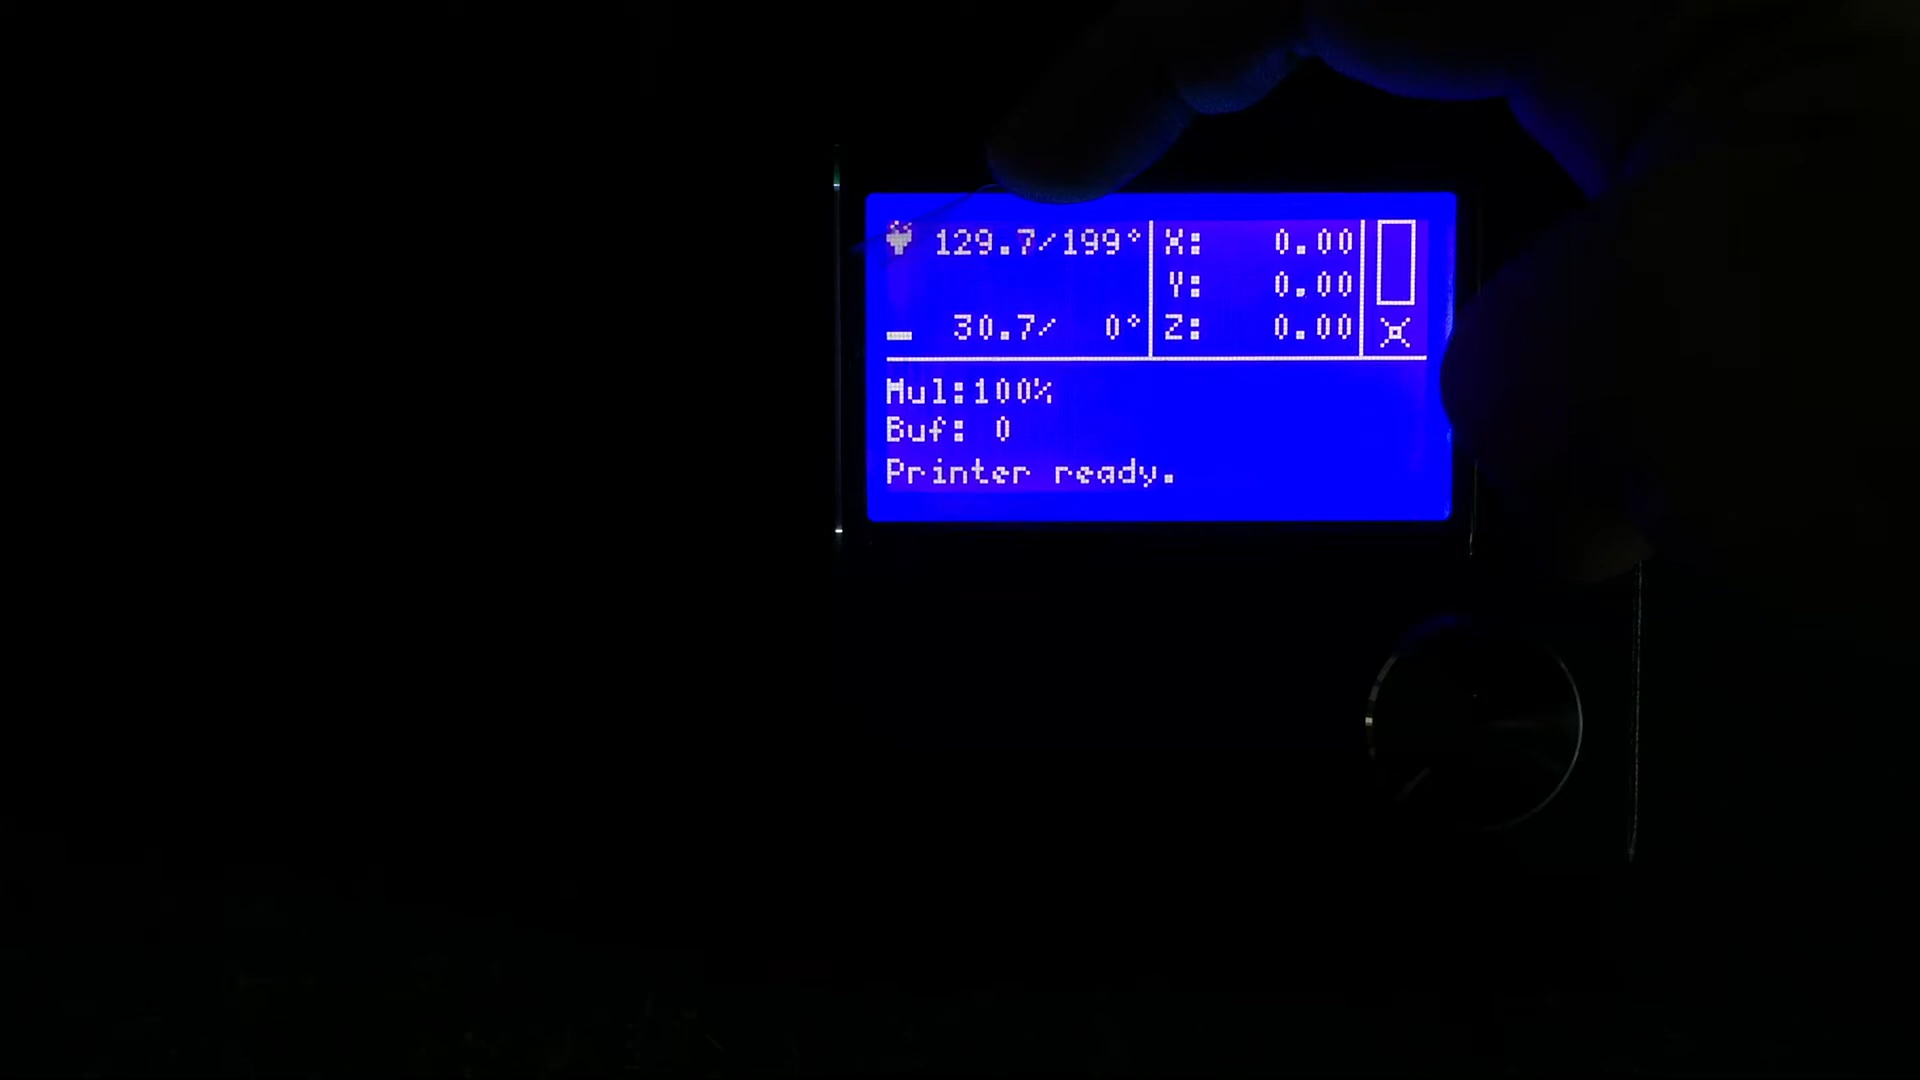 129.7/199° X: 0.00
Y: 0.00
30.7/ 0° Z: 0.00
Mul:100%
Buf: 0
Printer ready.